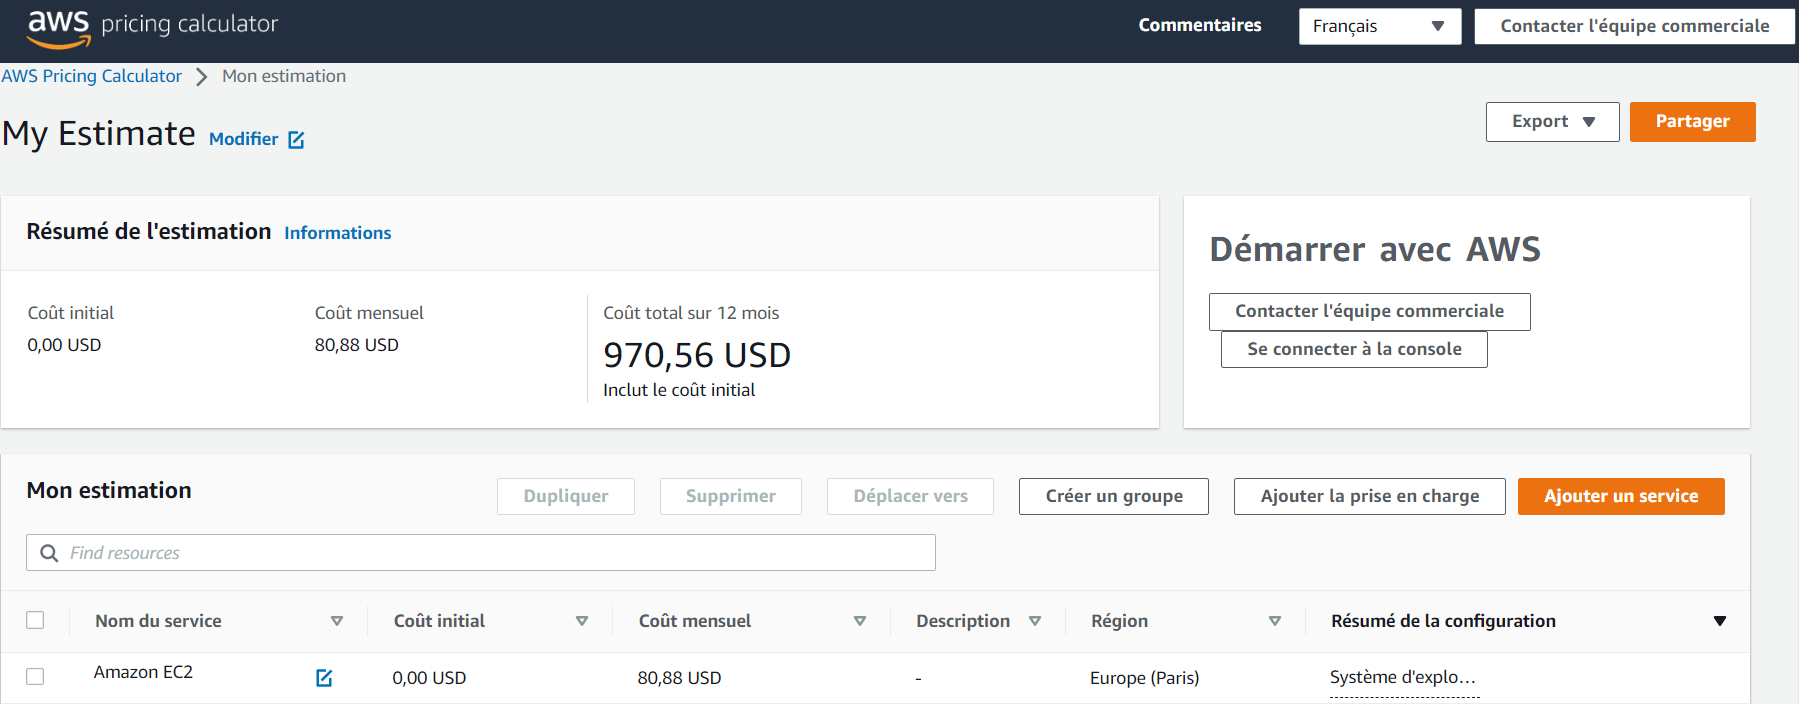 aws pricing calculator
Commentaires
Français
Contacter l'équipe commerciale
AWS Pricing Calculator
Mon estimation
My Estimate Modifier
Export
Partager
Résumé de l'estimation Informations
Coût initial
0,00 USD
Coût mensuel
80,88 USD
Coût total sur 12 mois
970,56 USD
Inclut le coût initial
Démarrer avec AWS
Contacter l'équipe commerciale
Se connecter à la console
Mon estimation
Dupliquer
Supprimer
Déplacer vers
Créer un groupe
Ajouter la prise en charge
Ajouter un service
Find resources
Nom du service
Coût initial
Coût mensuel
Description
Région
Résumé de la configuration
Amazon EC2
0,00 USD
80,88 USD
-
Europe (Paris)
Système d'explo...